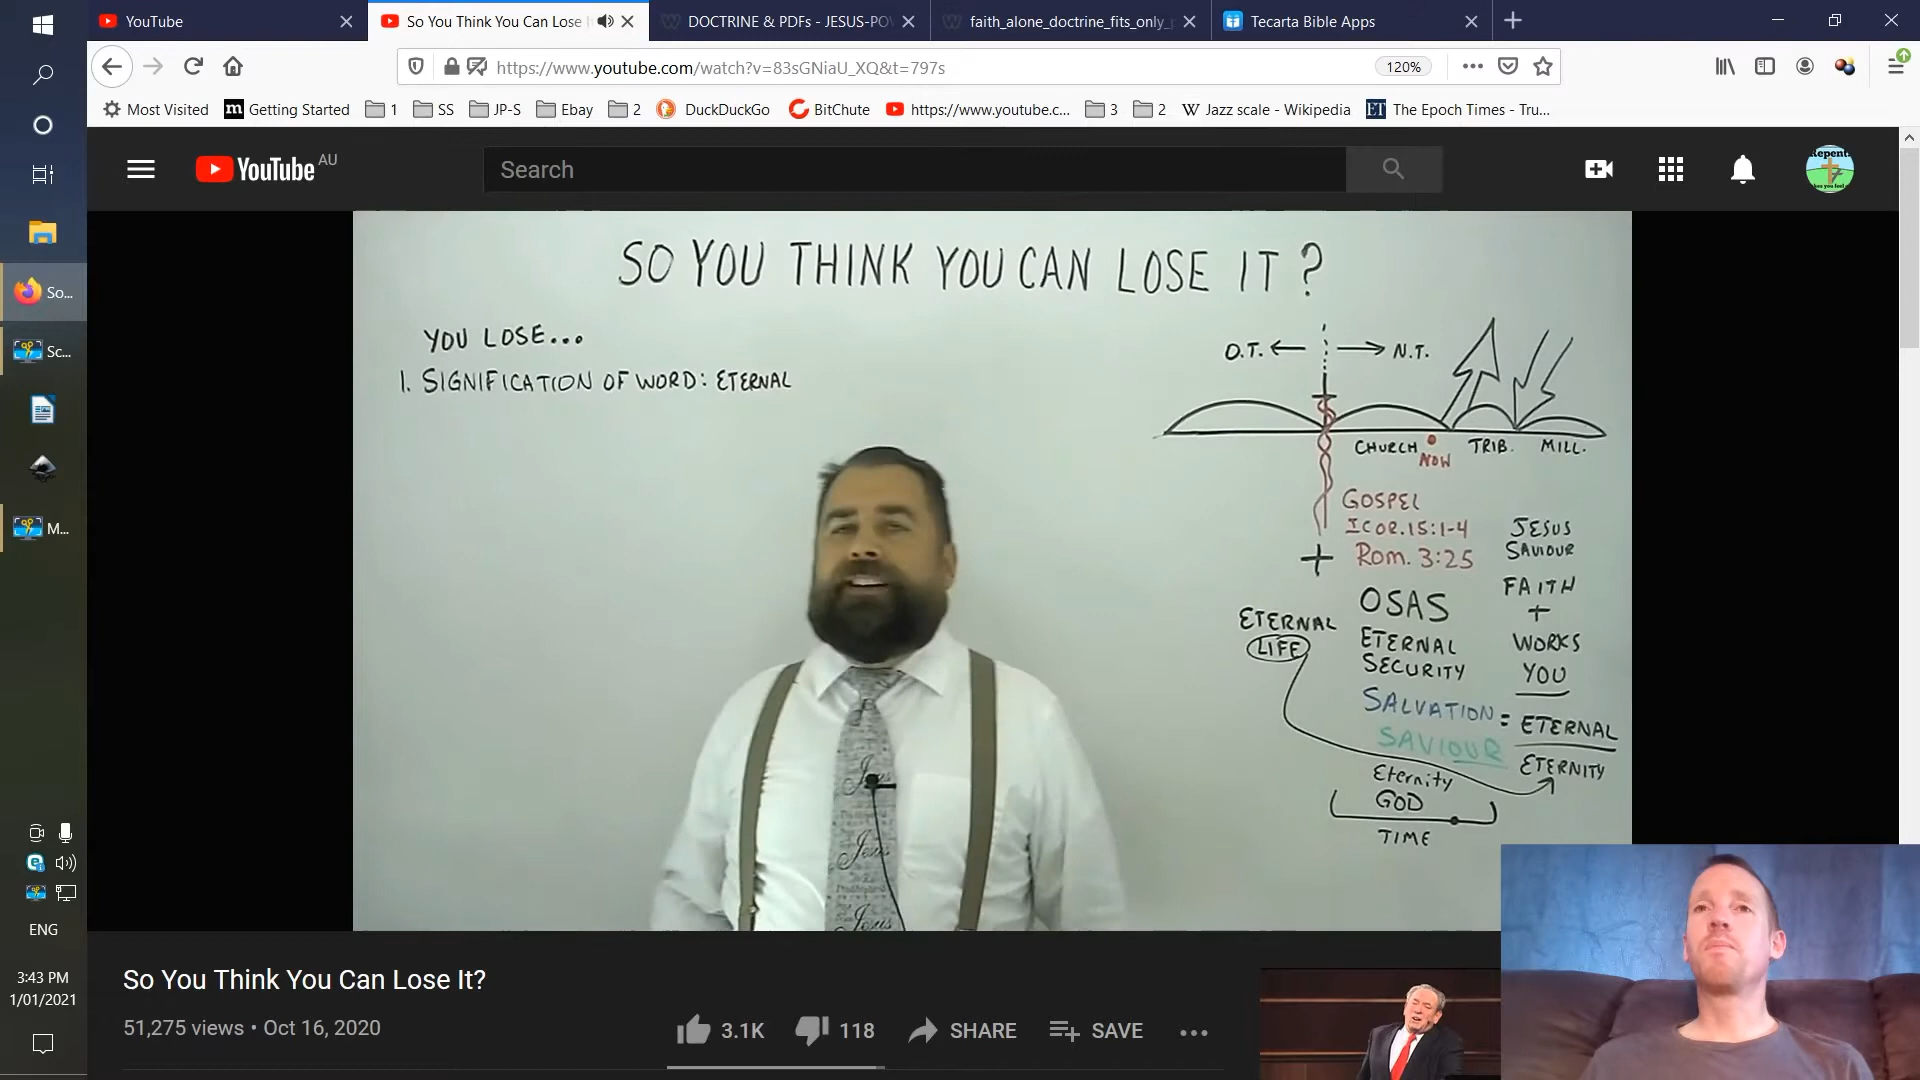 YouTube
So You Think You Can Lose I
DOCTRINE & PDFs - JESUS-PO
faith_alone_doctrine_fits_only_
Tecarta Bible Apps
https://www.youtube.com/watch?v=83sGNiaU_XQ&t=797s
120%
Most Visited
Getting Started
1
SS
JP-S
Ebay
2
DuckDuckGo
BitChute
https://www.youtube.c...
3
2
Jazz scale - Wikipedia
The Epoch Times - Tru...
YouTube AU
Search
Repent
So...
Sc...
M...
SO YOU THINK YOU CAN LOSE IT?
YOU LOSE...
1. SIGNIFICATION OF WORD: ETERNAL
O.T. ← → N.T.
CHURCH
NOW
TRIB.
MILL.
GOSPEL
I COR. 15:1-4
+ Rom. 3:25
JESUS
SAVIOUR
FAITH
+
WORKS
YOU
OSAS
ETERNAL
SECURITY
ETERNAL
LIFE
SALVATION = ETERNAL
SAVIOUR
ETERNITY
Eternity
GOD
TIME
Jesus
Jesus
Jesus
ENG
3:43 PM
1/01/2021
So You Think You Can Lose It?
51,275 views • Oct 16, 2020
3.1K
118
SHARE
SAVE